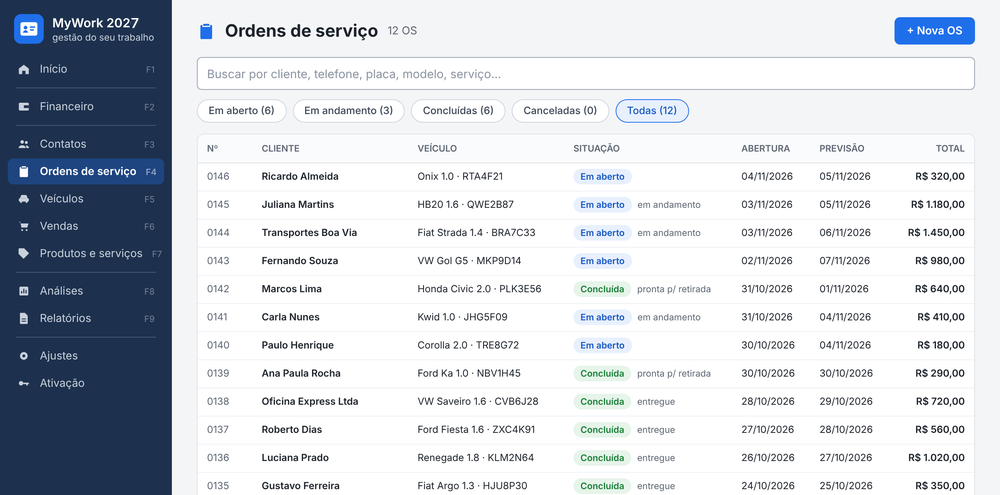 MyWork 2027
gestão do seu trabalho
Início F1
Financeiro F2
Contatos F3
Ordens de serviço F4
Veículos F5
Vendas F6
Produtos e serviços F7
Análises F8
Relatórios F9
Ajustes
Ativação
Ordens de serviço 12 OS
+ Nova OS
Buscar por cliente, telefone, placa, modelo, serviço...
Em aberto (6) Em andamento (3) Concluídas (6) Canceladas (0) Todas (12)
Nº CLIENTE VEÍCULO SITUAÇÃO ABERTURA PREVISÃO TOTAL
0146 Ricardo Almeida Onix 1.0 · RTA4F21 Em aberto 04/11/2026 05/11/2026 R$ 320,00
0145 Juliana Martins HB20 1.6 · QWE2B87 Em aberto em andamento 03/11/2026 05/11/2026 R$ 1.180,00
0144 Transportes Boa Via Fiat Strada 1.4 · BRA7C33 Em aberto em andamento 03/11/2026 06/11/2026 R$ 1.450,00
0143 Fernando Souza VW Gol G5 · MKP9D14 Em aberto 02/11/2026 07/11/2026 R$ 980,00
0142 Marcos Lima Honda Civic 2.0 · PLK3E56 Concluída pronta p/ retirada 31/10/2026 01/11/2026 R$ 640,00
0141 Carla Nunes Kwid 1.0 · JHG5F09 Em aberto em andamento 31/10/2026 04/11/2026 R$ 410,00
0140 Paulo Henrique Corolla 2.0 · TRE8G72 Em aberto 30/10/2026 04/11/2026 R$ 180,00
0139 Ana Paula Rocha Ford Ka 1.0 · NBV1H45 Concluída pronta p/ retirada 30/10/2026 30/10/2026 R$ 290,00
0138 Oficina Express Ltda VW Saveiro 1.6 · CVB6J28 Concluída entregue 28/10/2026 29/10/2026 R$ 720,00
0137 Roberto Dias Ford Fiesta 1.6 · ZXC4K91 Concluída entregue 27/10/2026 28/10/2026 R$ 560,00
0136 Luciana Prado Renegade 1.8 · KLM2N64 Concluída entregue 26/10/2026 27/10/2026 R$ 1.020,00
0135 Gustavo Ferreira Fiat Argo 1.3 · HJU8P30 Concluída entregue 24/10/2026 25/10/2026 R$ 350,00